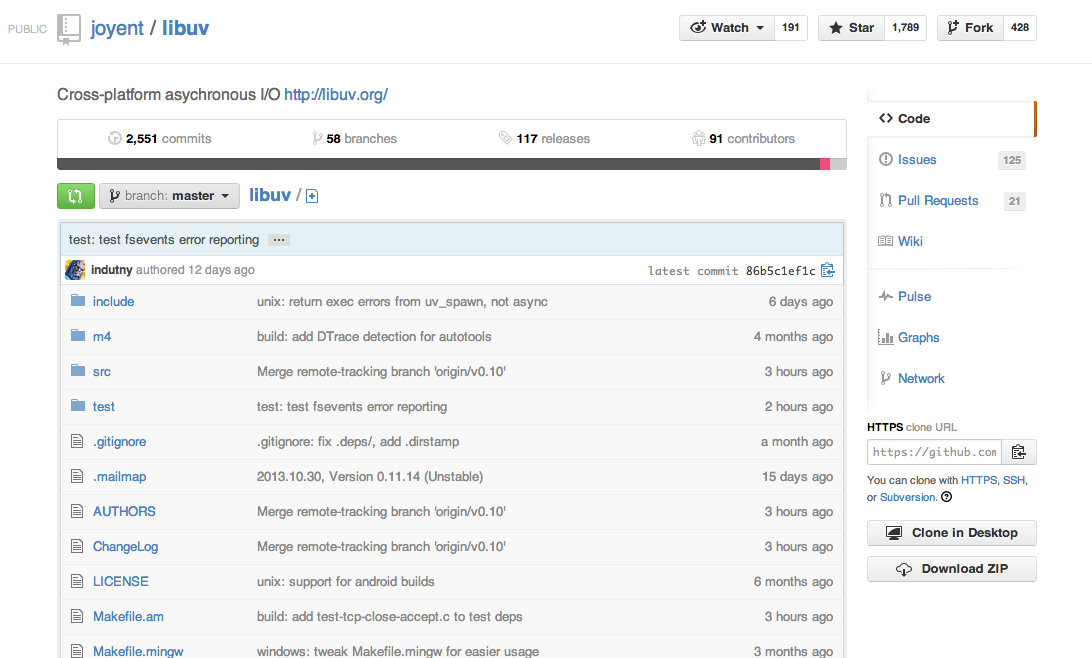 PUBLIC joyent / libuv Watch 191 Star 1,789 Fork 428
Cross-platform asychronous I/O http://libuv.org/
2,551 commits 58 branches 117 releases 91 contributors
branch: master libuv /
test: test fsevents error reporting ...
indutny authored 12 days ago latest commit 86b5c1ef1c
include unix: return exec errors from uv_spawn, not async 6 days ago
m4 build: add DTrace detection for autotools 4 months ago
src Merge remote-tracking branch 'origin/v0.10' 3 hours ago
test test: test fsevents error reporting 2 hours ago
.gitignore .gitignore: fix .deps/, add .dirstamp a month ago
.mailmap 2013.10.30, Version 0.11.14 (Unstable) 15 days ago
AUTHORS Merge remote-tracking branch 'origin/v0.10' 3 hours ago
ChangeLog Merge remote-tracking branch 'origin/v0.10' 3 hours ago
LICENSE unix: support for android builds 6 months ago
Makefile.am build: add test-tcp-close-accept.c to test deps 3 hours ago
Makefile.mingw windows: tweak Makefile.mingw for easier usage 3 months ago
Code
Issues 125
Pull Requests 21
Wiki
Pulse
Graphs
Network
HTTPS clone URL
https://github.com
You can clone with HTTPS, SSH,
or Subversion.
Clone in Desktop
Download ZIP